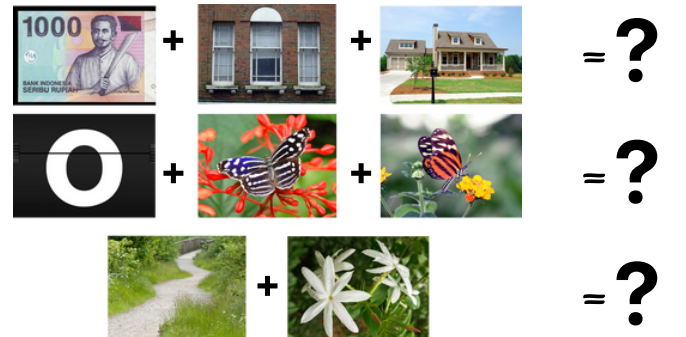 1000
BANK INDONESIA
SERIBU RUPIAH
+ + = ?
O + + = ?
+ = ?